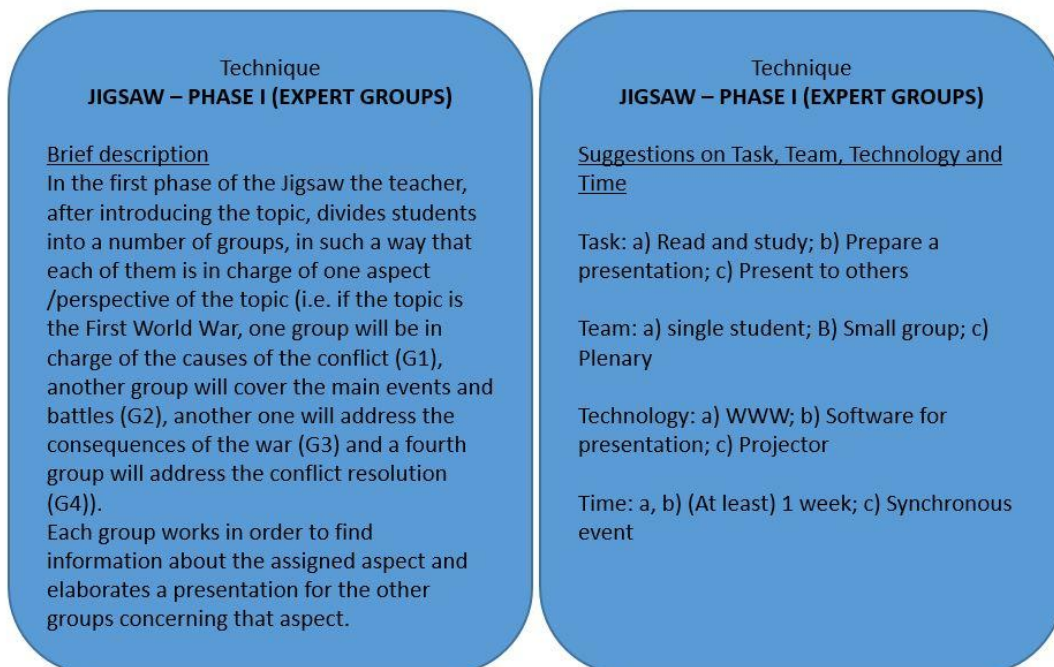 Technique
JIGSAW – PHASE I (EXPERT GROUPS)
Brief description
In the first phase of the Jigsaw the teacher,
after introducing the topic, divides students
into a number of groups, in such a way that
each of them is in charge of one aspect
/perspective of the topic (i.e. if the topic is
the First World War, one group will be in
charge of the causes of the conflict (G1),
another group will cover the main events and
battles (G2), another one will address the
consequences of the war (G3) and a fourth
group will address the conflict resolution
(G4)).
Each group works in order to find
information about the assigned aspect and
elaborates a presentation for the other
groups concerning that aspect.
Technique
JIGSAW – PHASE I (EXPERT GROUPS)
Suggestions on Task, Team, Technology and
Time
Task: a) Read and study; b) Prepare a
presentation; c) Present to others
Team: a) single student; B) Small group; c)
Plenary
Technology: a) WWW; b) Software for
presentation; c) Projector
Time: a, b) (At least) 1 week; c) Synchronous
event